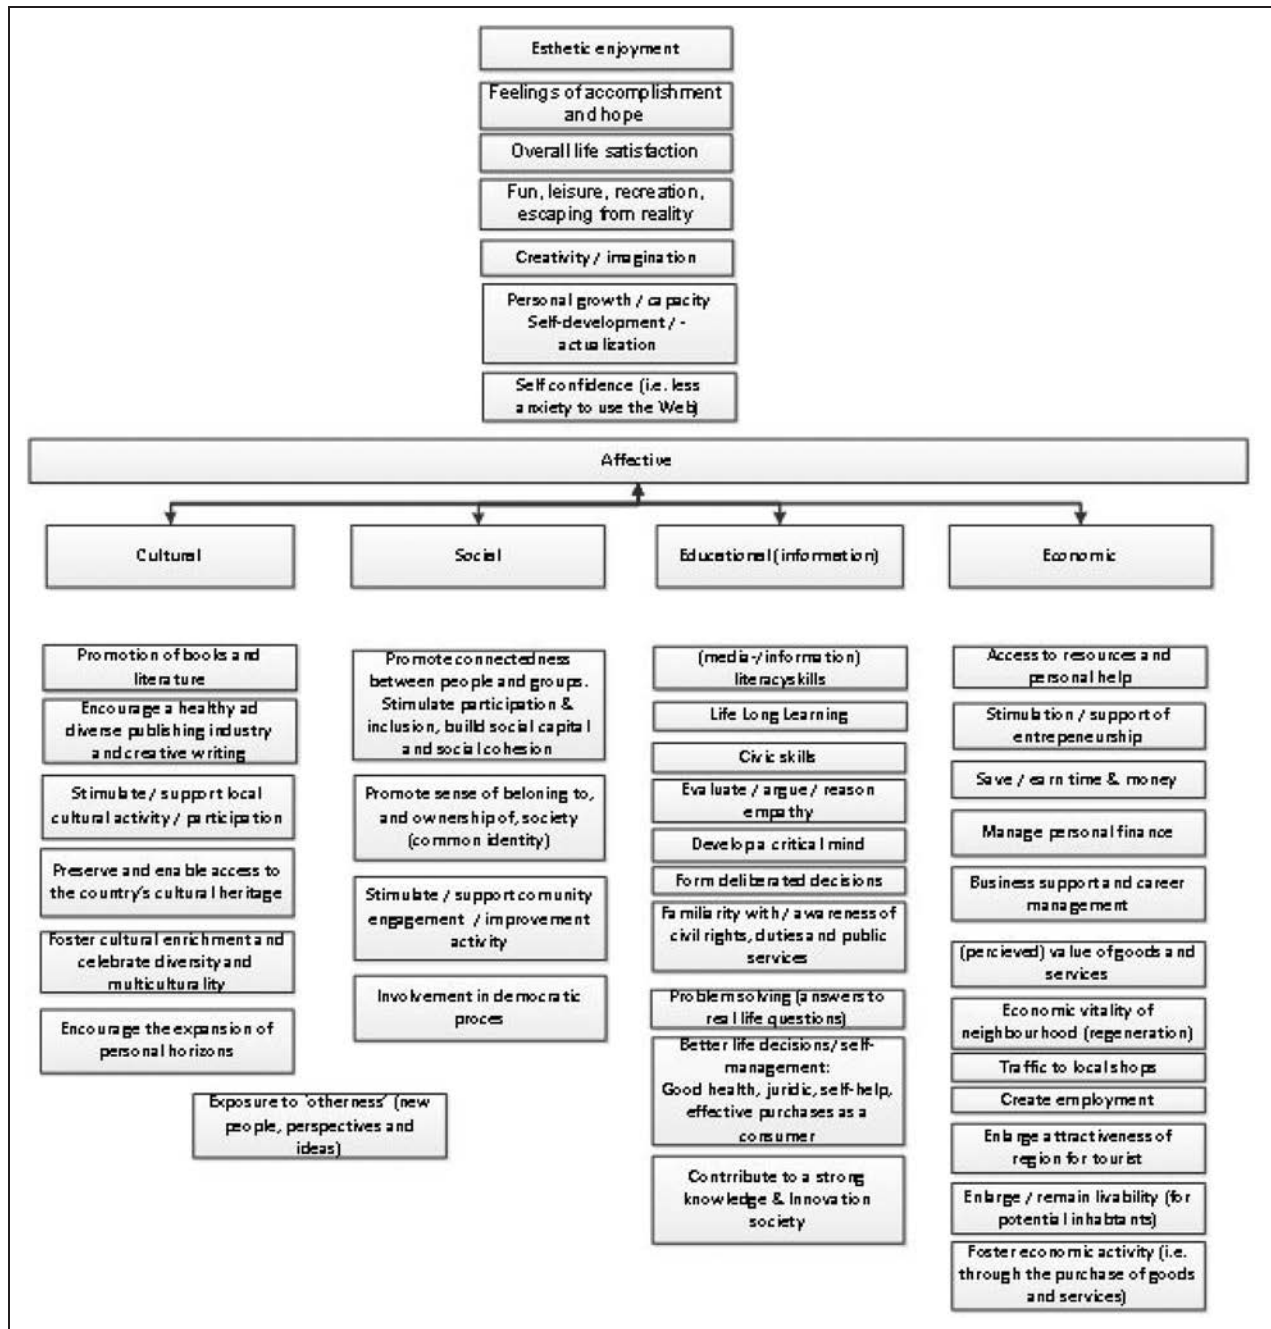 Esthetic enjoyment
Feelings of accomplishment
and hope
Overall life satisfaction
Fun, leisure, recreation,
escaping from reality
Creativity / imagination
Personal growth / capacity
Self-development / -
actualization
Self confidence (i.e. less
anxiety to use the Web)
Affective
Cultural
Social
Educational (information)
Economic
Promotion of books and
literature
Encourage a healthy ad
diverse publishing industry
and creative writing
Stimulate / support local
cultural activity / participation
Preserve and enable access to
the country's cultural heritage
Foster cultural enrichment and
celebrate diversity and
multiculturality
Encourage the expansion of
personal horizons
Exposure to 'otherness' (new
people, perspectives and
ideas)
Promote connectedness
between people and groups.
Stimulate participation &
inclusion, build social capital
and social cohesion
Promote sense of beloning to,
and ownership of, society
(common identity)
Stimulate / support comunity
engagement / improvement
activity
Involvement in democratic
proces
(media-/information)
literacyskills
Life Long Learning
Civic skills
Evaluate / argue / reason
empathy
Develop a critical mind
Form deliberated decisions
Familiarity with / awareness of
civil rights, duties and public
services
Problem solving (answers to
real life questions)
Better life decisions/ self-
management:
Good health, juridic, self-help,
effective purchases as a
consumer
Contrribute to a strong
knowledge & Innovation
society
Access to resources and
personal help
Stimulation / support of
entrepeneurship
Save / earn time & money
Manage personal finance
Business support and career
management
(percieved) value of goods and
services
Economic vitality of
neighbourhood (regeneration)
Traffic to local shops
Create employment
Enlarge attractiveness of
region for tourist
Enlarge / remain livability (for
potential inhabtants)
Foster economic activity (i.e.
through the purchase of goods
and services)